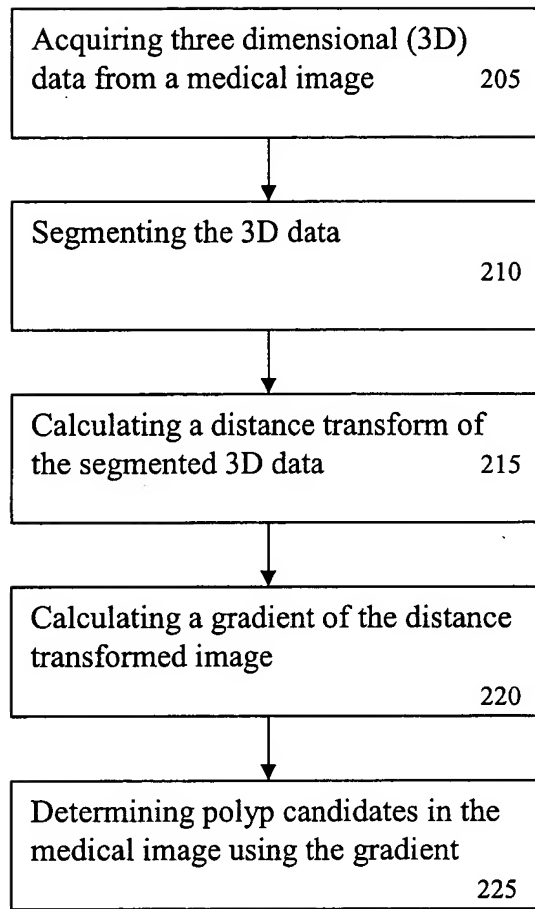 Acquiring three dimensional (3D)
data from a medical image 205
Segmenting the 3D data
210
Calculating a distance transform of
the segmented 3D data 215
Calculating a gradient of the distance
transformed image
220
Determining polyp candidates in the
medical image using the gradient
225